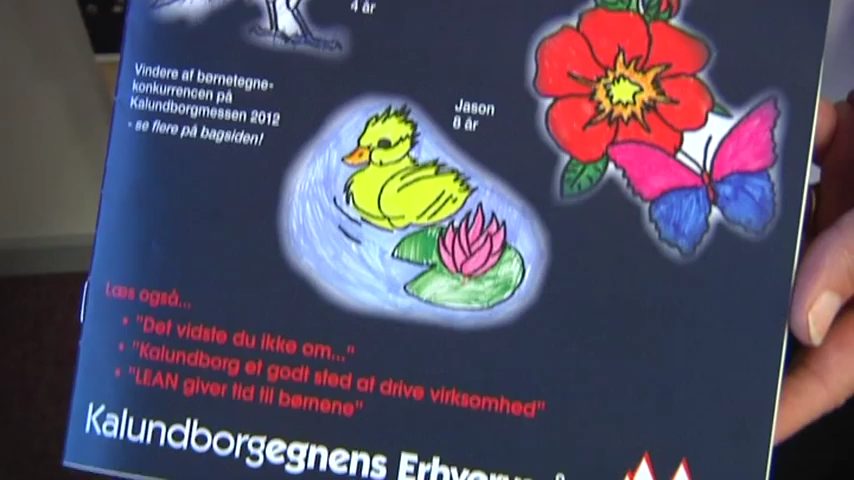 4 år
Vindere af børnetegne-
konkurrencen på
Kalundborgmessen 2012
- se flere på bagsiden!
Jason
8 år
Læs også...
• "Det vidste du ikke om..."
• "Kalundborg et godt sted at drive virksomhed"
• "LEAN giver tid til børnene"
Kalundborgegnens